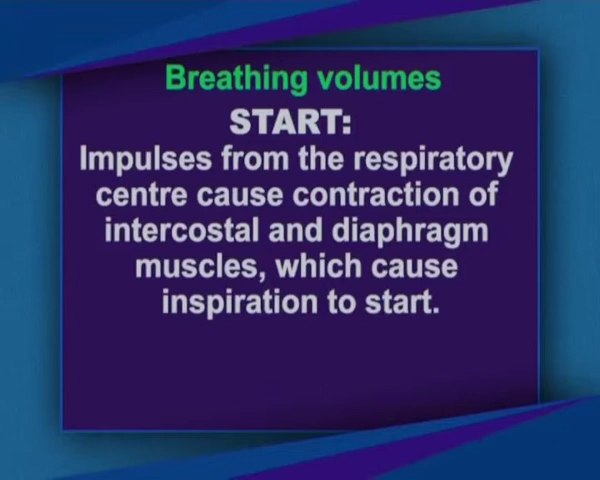 Breathing volumes
START:
Impulses from the respiratory
centre cause contraction of
intercostal and diaphragm
muscles, which cause
inspiration to start.